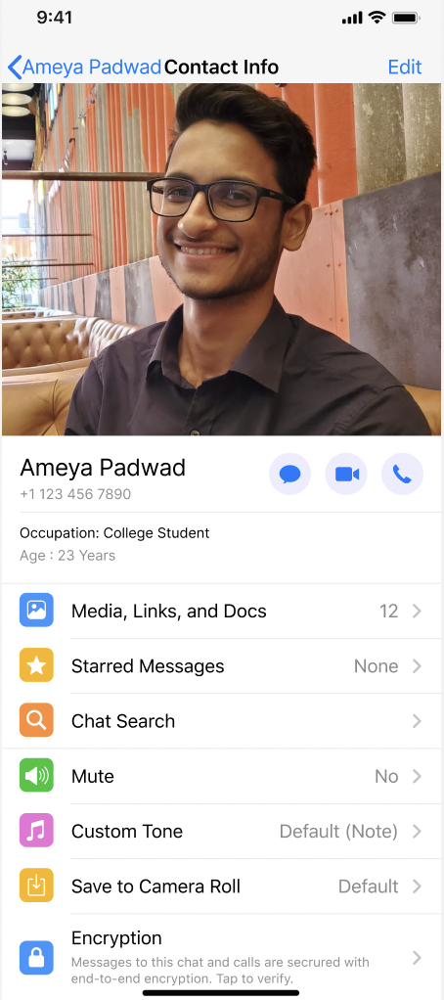 9:41
Ameya Padwad Contact Info Edit
Ameya Padwad
+1 123 456 7890
Occupation: College Student
Age : 23 Years
Media, Links, and Docs 12
Starred Messages None
Chat Search
Mute No
Custom Tone Default (Note)
Save to Camera Roll Default
Encryption
Messages to this chat and calls are secrured with
end-to-end encryption. Tap to verify.